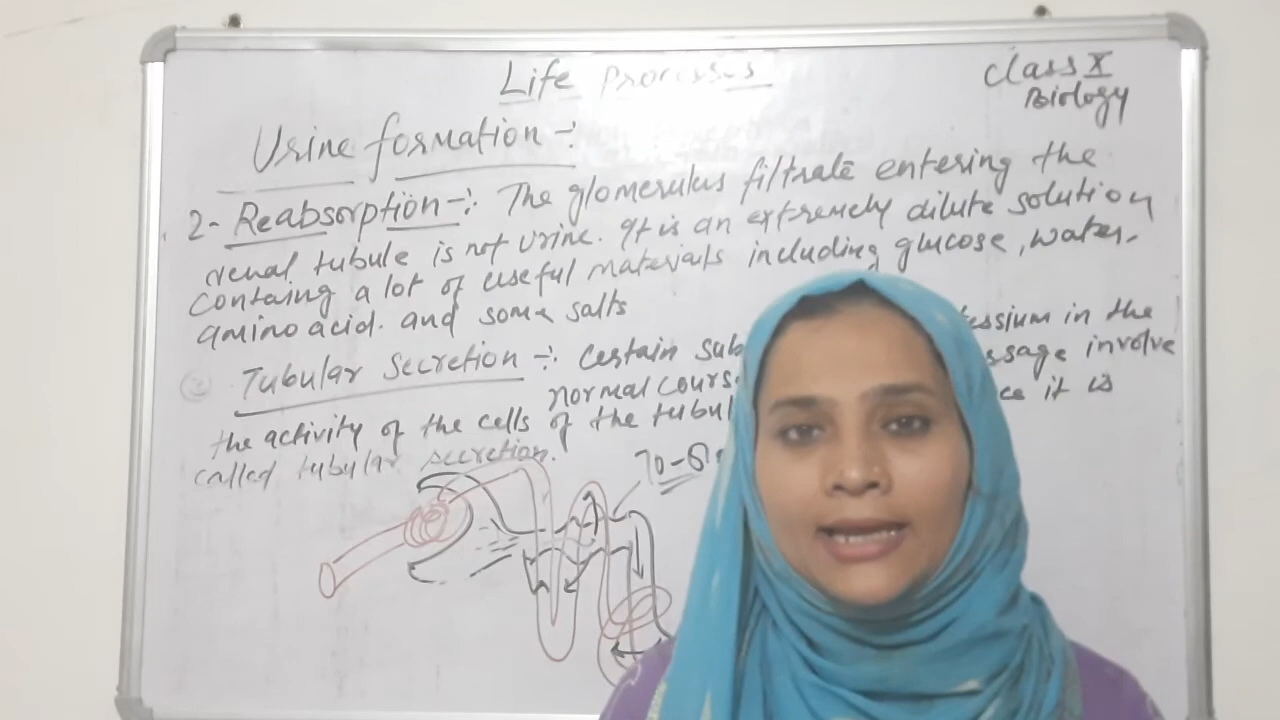 Life Processes
Class X
Biology
Urine formation -:
2- Reabsorption -: The glomerulus filtrate entering the
renal tubule is not urine. It is an extremely dilute solution
containg a lot of useful materials including glucose, water,
amino acid. and some salts
Tubular Secretion -: Certain sub ssium in the
normal cours ssage involve
the activity of the cells of the tubul ce it is
called tubular secretion.
70-